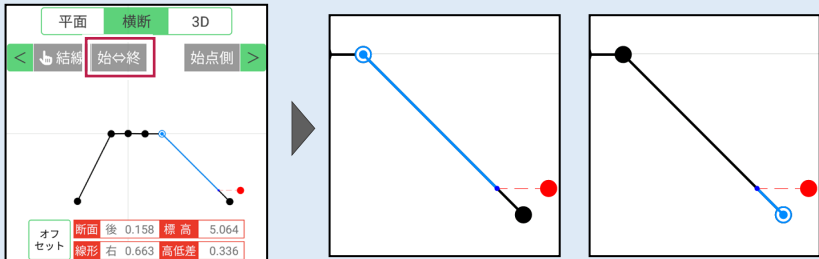 平面 横断 3D
< 結線 始⇔終 始点側 >
オフセット
断面 後 0.158 標高 5.064
線形 右 0.663 高低差 0.336